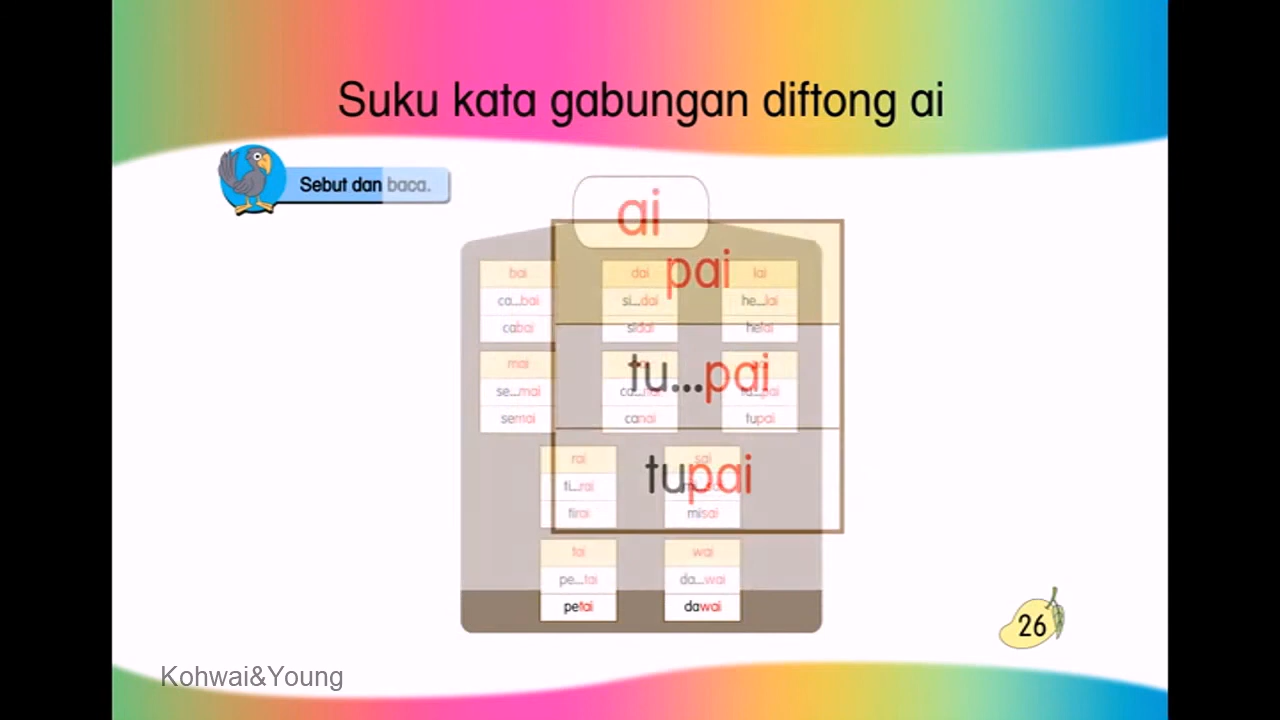 Suku kata gabungan diftong ai
Sebut dan baca.
ai
pai
tu...pai
tupai
bai
ca...bai
cabai
dai
si...dai
sidai
lai
he...lai
helai
mai
se...mai
semai
canai
tu...pai
tupai
rai
ti...rai
tirai
sai
misai
tai
pe...tai
petai
wai
da...wai
dawai
26
Kohwai&Young